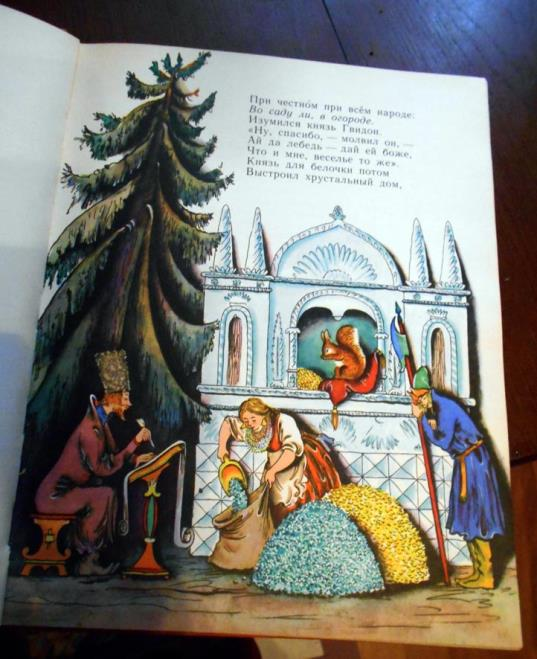 При честно́м при всём народе:
Во саду ли, в огороде.
Изумился князь Гвидон.
«Ну, спасибо, — молвил он, —
Ай да лебедь — дай ей боже,
Что и мне, веселье то же».
Князь для белочки потом
Выстроил хрустальный дом,